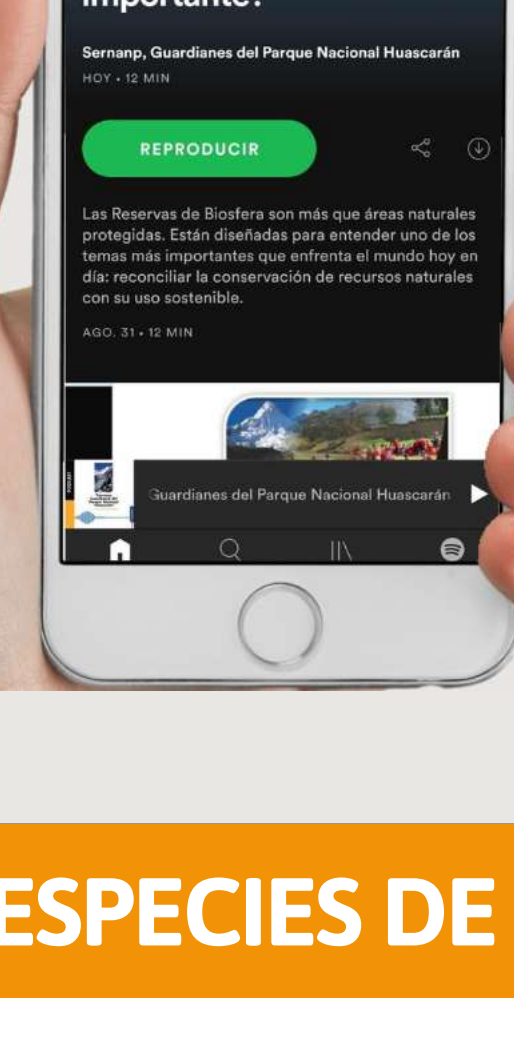 importante?
Sernanp, Guardianes del Parque Nacional Huascarán
HOY • 12 MIN
REPRODUCIR
Las Reservas de Biosfera son más que áreas naturales
protegidas. Están diseñadas para entender uno de los
temas más importantes que enfrenta el mundo hoy en
día: reconciliar la conservación de recursos naturales
con su uso sostenible.
AGO. 31 • 12 MIN
Guardianes del Parque Nacional Huascarán
ESPECIES DE